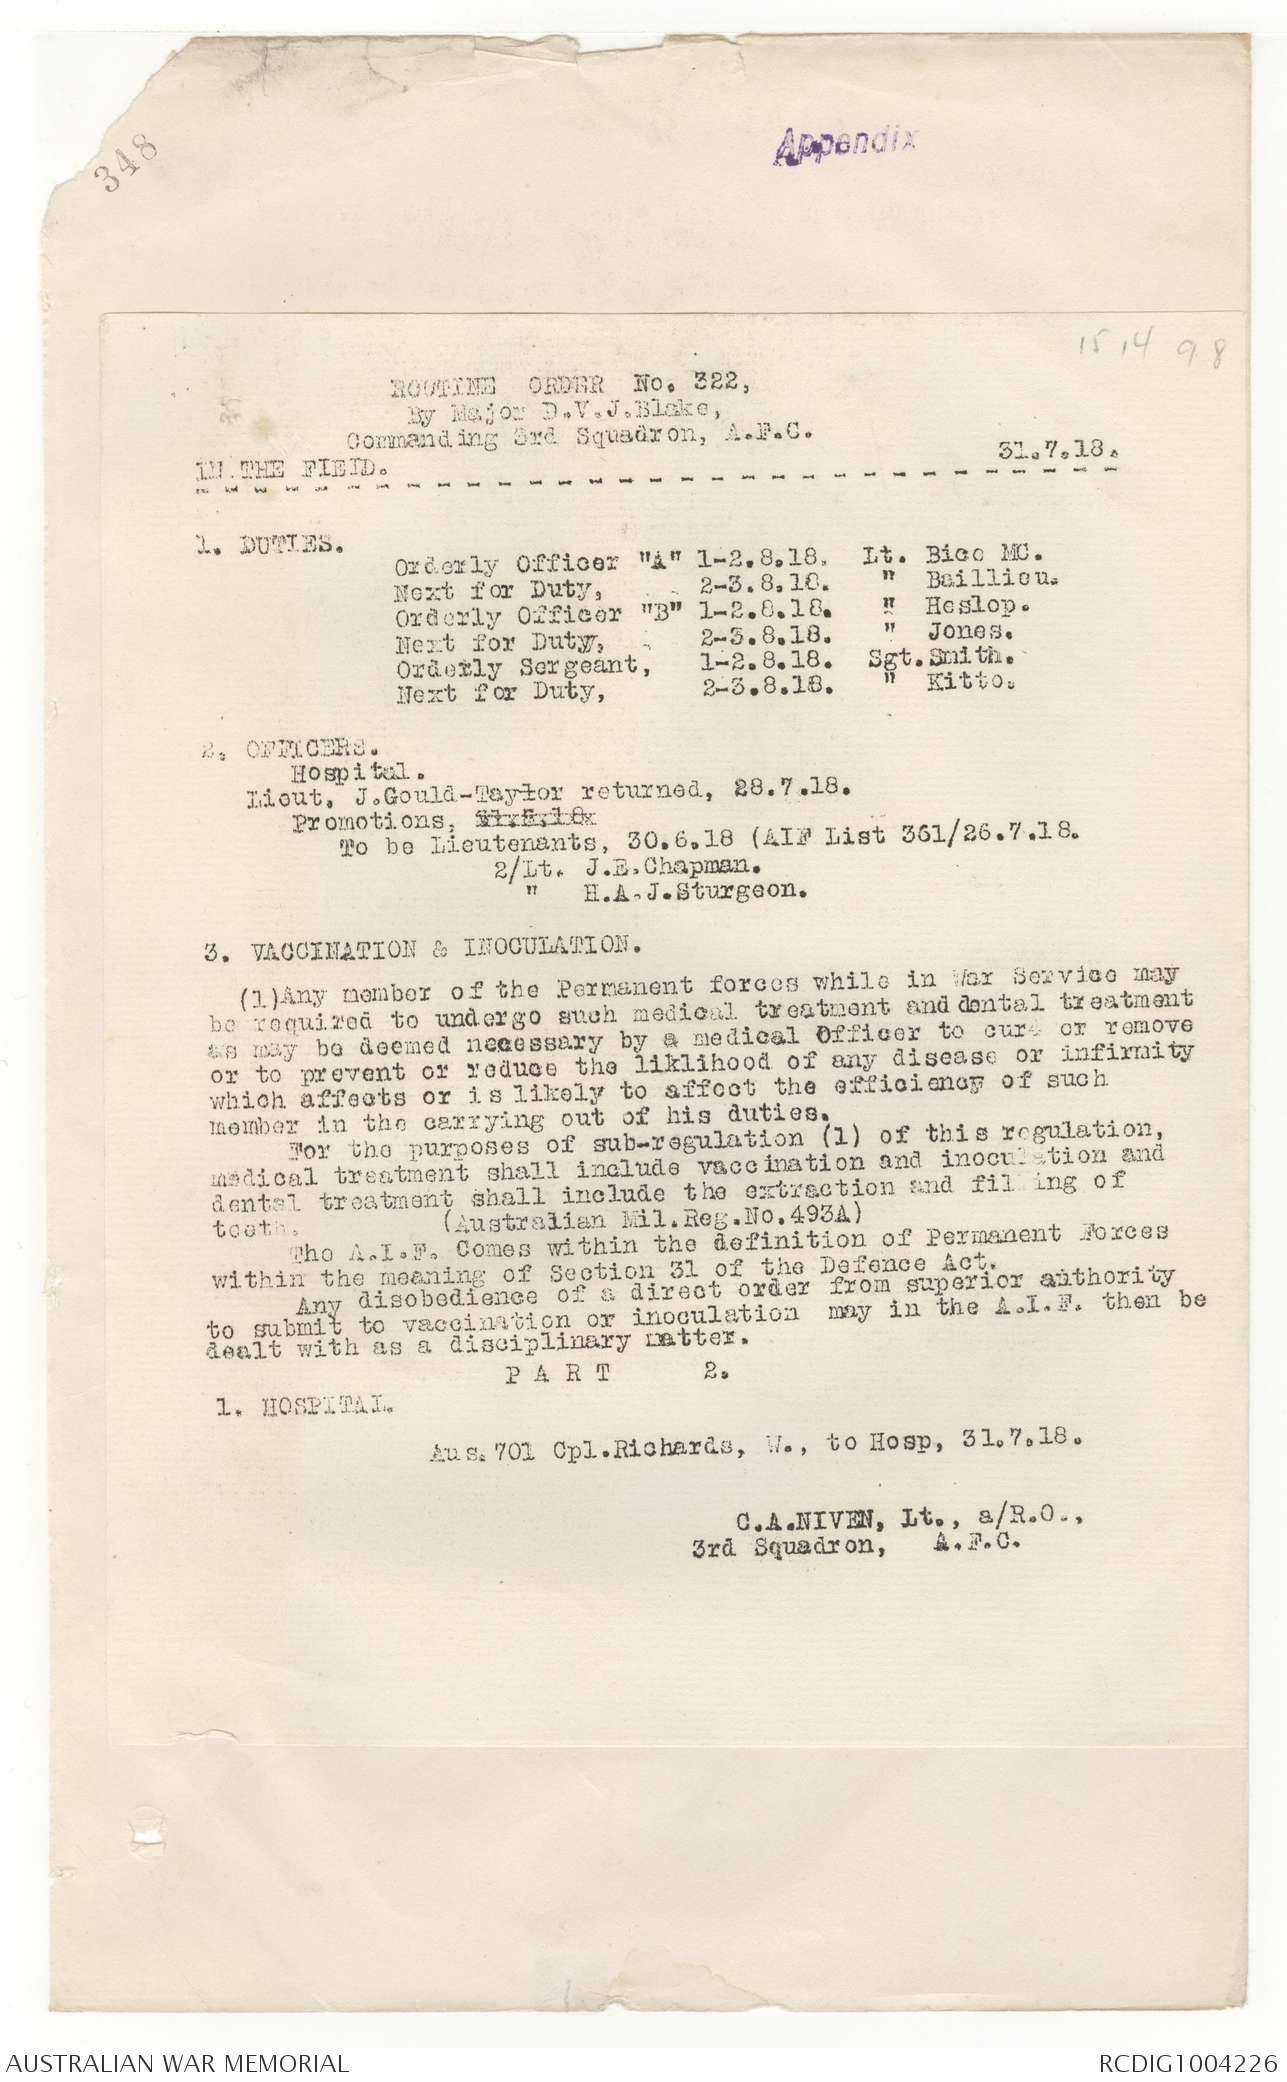 348
Appendix
15 14 98
ROUTINE ORDER No. 322,
By Major D.V.J.Blake,
Commanding 3rd Squadron, A.F.C.
31.7.18.
IN THE FIELD.
1. DUTIES.
Orderly Officer "A" 1-2.8.18. Lt. Bice MC.
Next for Duty, 2-3.8.18. " Baillieu.
Orderly Officer "B" 1-2.8.18. " Heslop.
Next for Duty, 2-3.8.18. " Jones.
Orderly Sergeant, 1-2.8.18. Sgt.Smith.
Next for Duty, 2-3.8.18. " Kitto.
2. OFFICERS.
Hospital.
Lieut. J.Gould-Taylor returned, 28.7.18.
Promotions,
To be Lieutenants, 30.6.18 (AIF List 361/26.7.18.
2/Lt. J.E.Chapman.
" H.A.J.Sturgeon.
3. VACCINATION & INOCULATION.
(1)Any member of the Permanent forces while in War Service may
be required to undergo such medical treatment and dental treatment
as may be deemed necessary by a medical Officer to cure or remove
or to prevent or reduce the liklihood of any disease or infirmity
which affects or is likely to affect the efficiency of such
member in the carrying out of his duties.
For the purposes of sub-regulation (1) of this regulation,
medical treatment shall include vaccination and inoculation and
dental treatment shall include the extraction and filling of
teeth. (Australian Mil.Reg.No.493A)
The A.I.F. Comes within the definition of Permanent Forces
within the meaning of Section 31 of the Defence Act.
Any disobedience of a direct order from superior authority
to submit to vaccination or inoculation may in the A.I.F. then be
dealt with as a disciplinary matter.
PART 2.
1. HOSPITAL.
Aus.701 Cpl.Richards, W., to Hosp, 31.7.18.
C.A.NIVEN, Lt., a/R.O.,
3rd Squadron, A.F.C.
AUSTRALIAN WAR MEMORIAL
RCDIG1004226